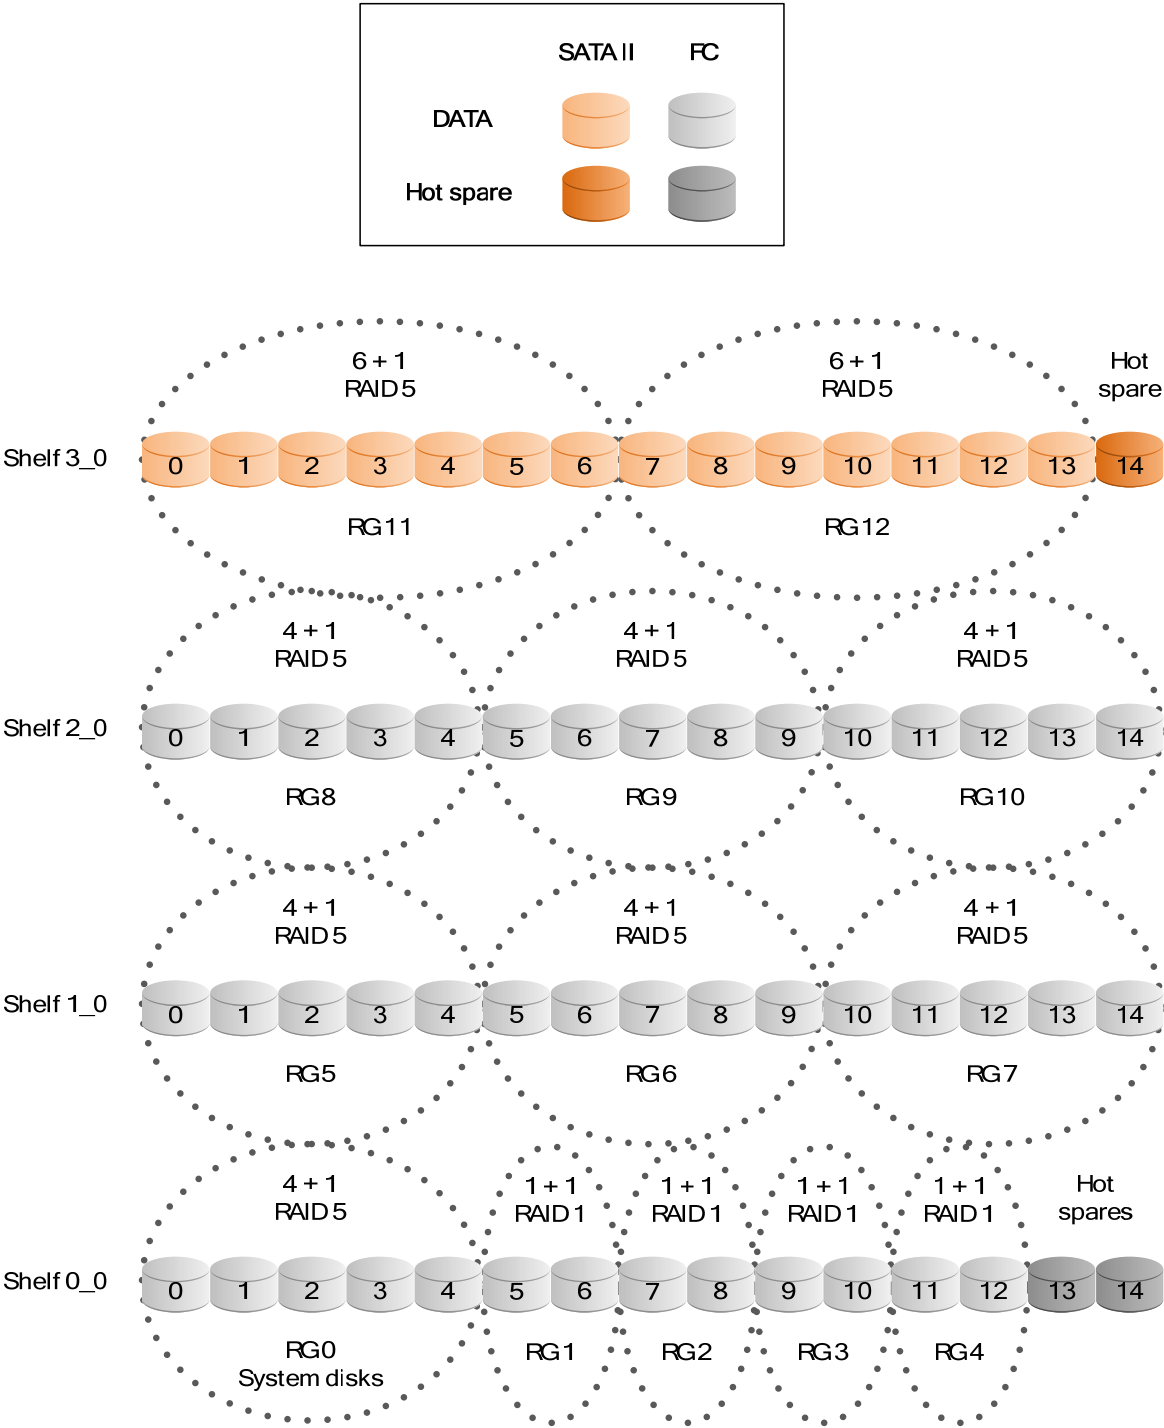 SATA II FC
DATA
Hot spare
6 + 1
RAID 5
6 + 1
RAID 5
Hot
spare
Shelf 3_0
0 1 2 3 4 5 6 7 8 9 10 11 12 13 14
RG11
RG12
4 + 1
RAID 5
4 + 1
RAID 5
4 + 1
RAID 5
Shelf 2_0
0 1 2 3 4 5 6 7 8 9 10 11 12 13 14
RG8
RG9
RG10
4 + 1
RAID 5
4 + 1
RAID 5
4 + 1
RAID 5
Shelf 1_0
0 1 2 3 4 5 6 7 8 9 10 11 12 13 14
RG5
RG6
RG7
4 + 1
RAID 5
1 + 1
RAID 1
1 + 1
RAID 1
1 + 1
RAID 1
1 + 1
RAID 1
Hot
spares
Shelf 0_0
0 1 2 3 4 5 6 7 8 9 10 11 12 13 14
RG0
System disks
RG1
RG2
RG3
RG4